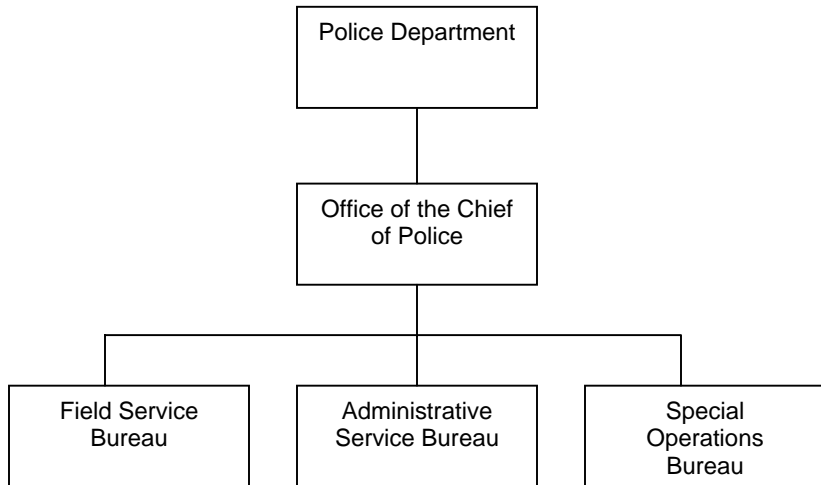 Police Department
Office of the Chief
of Police
Field Service
Bureau
Administrative
Service Bureau
Special
Operations
Bureau